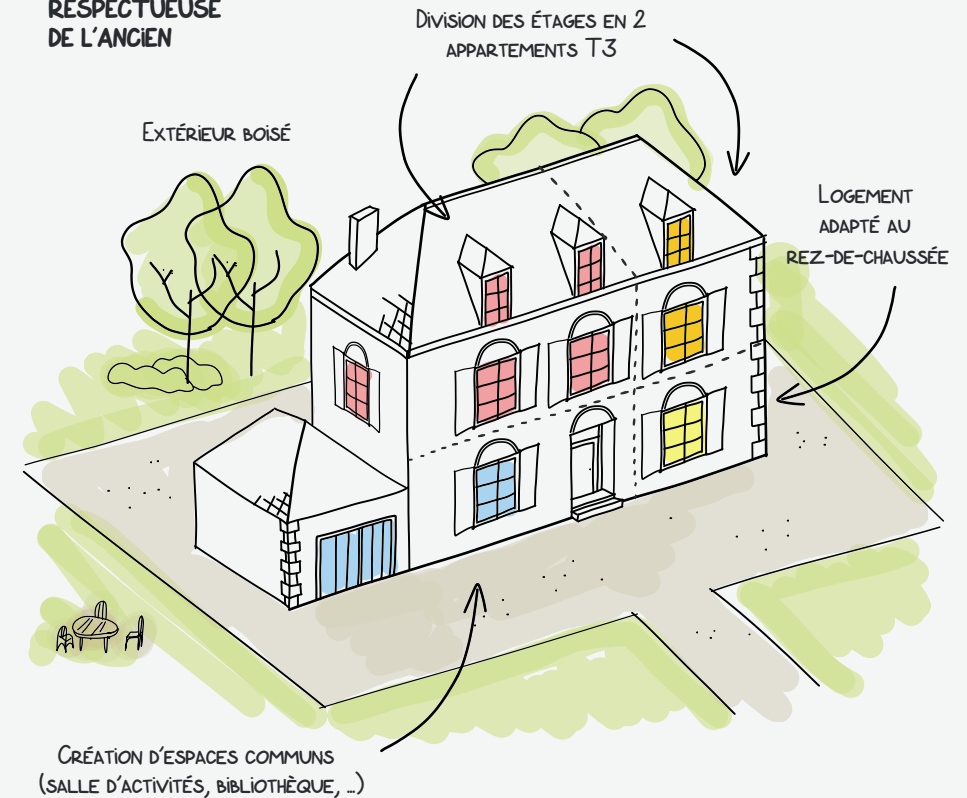 RESPECTUEUSE
DE L'ANCIEN
DIVISION DES ÉTAGES EN 2
APPARTEMENTS T3
EXTÉRIEUR BOISÉ
LOGEMENT
ADAPTÉ AU
REZ-DE-CHAUSSÉE
CRÉATION D'ESPACES COMMUNS
(SALLE D'ACTIVITÉS, BIBLIOTHÈQUE, ...)